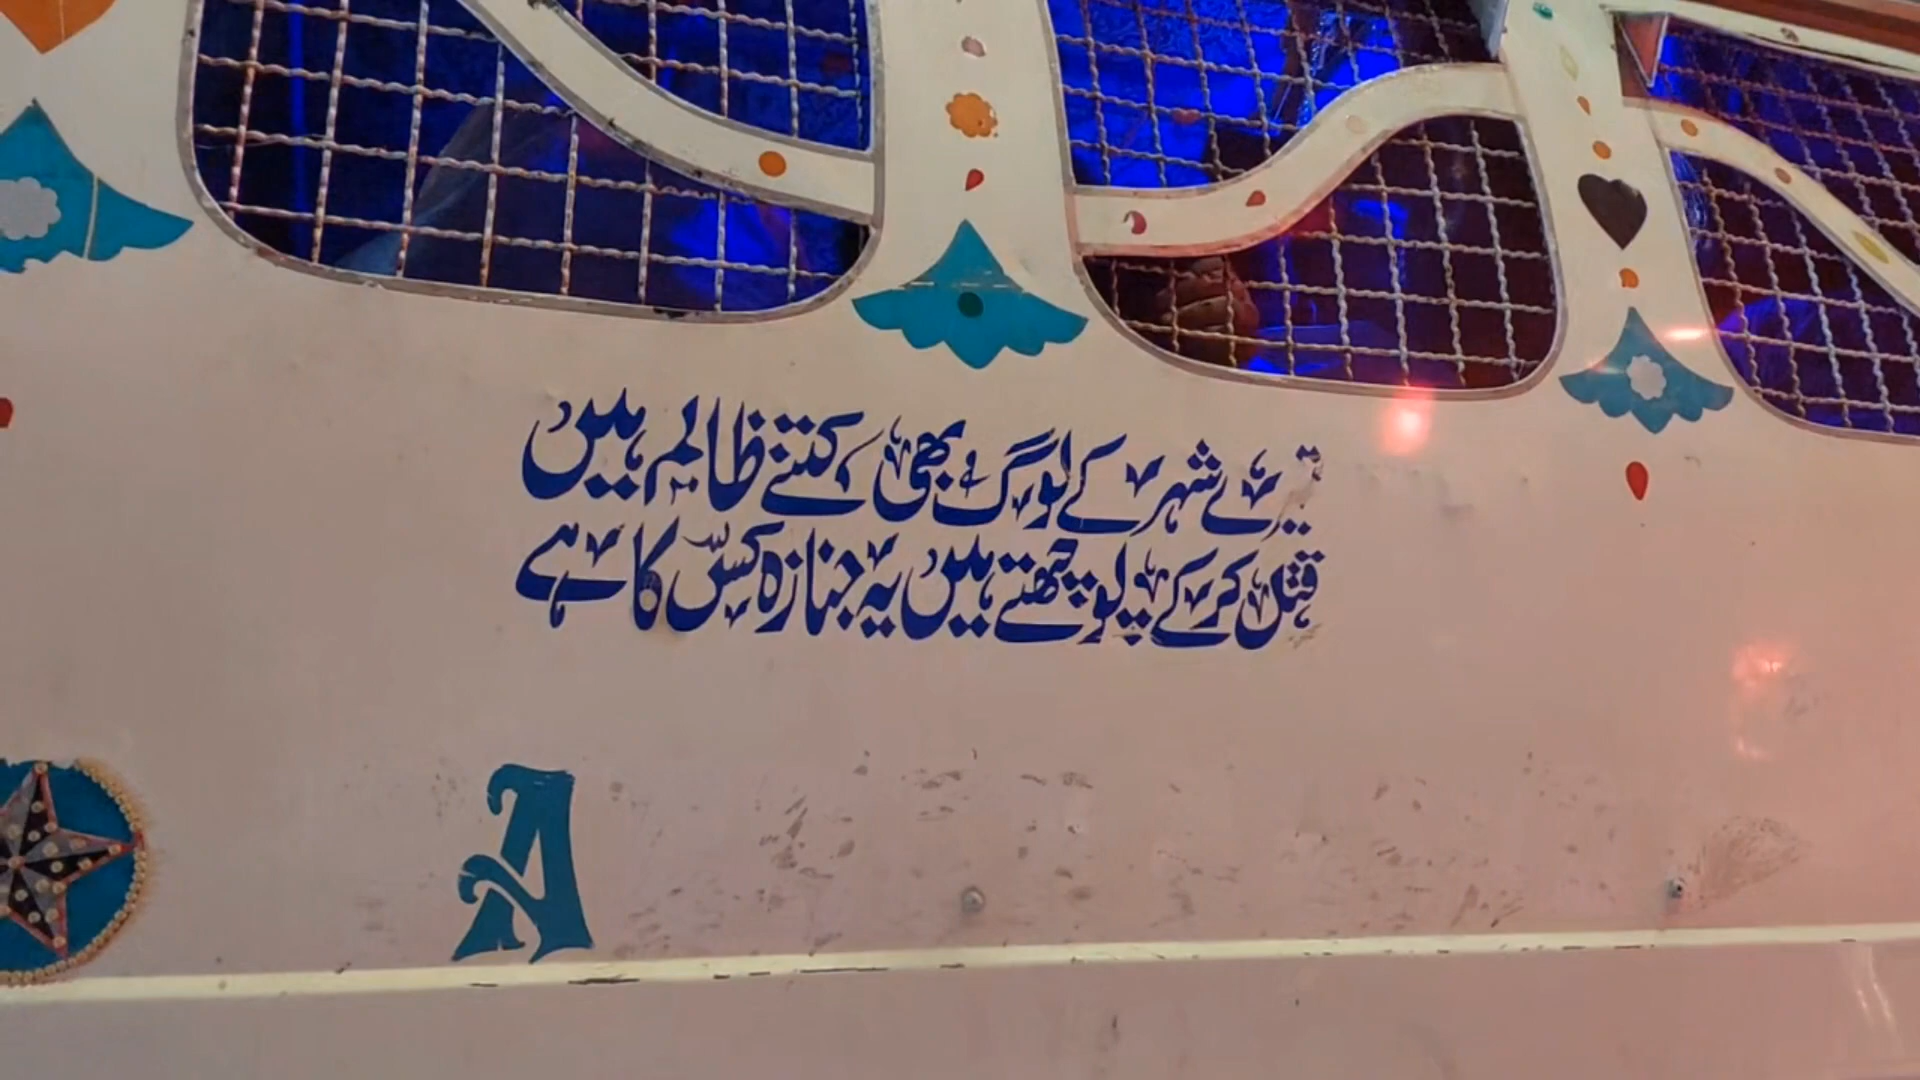 تیرے شہر کے لوگ بھی کتنے ظالم ہیں
قتل کر کے پوچھتے ہیں یہ جنازہ کس کا ہے
A